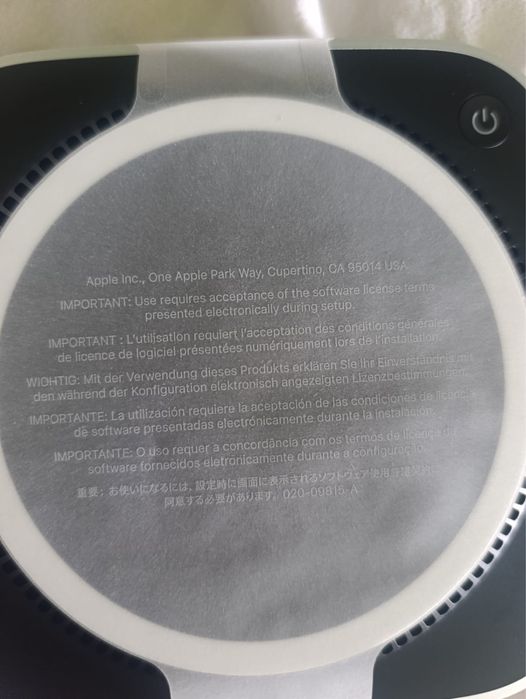 Apple Inc., One Apple Park Way, Cupertino, CA 95014 USA
IMPORTANT: Use requires acceptance of the software license terms
presented electronically during setup.
IMPORTANT : L'utilisation requiert l'acceptation des conditions générales
de licence de logiciel présentées numériquement lors de l'installation.
WICHTIG: Mit der Verwendung dieses Produkts erklären Sie Ihr Einverständnis mit
den während der Konfiguration elektronisch angezeigten Lizenzbestimmungen.
IMPORTANTE: La utilización requiere la aceptación de las condiciones de licencia
de software presentadas electrónicamente durante la instalación.
IMPORTANTE: O uso requer a concordância com os termos de licença de
software fornecidos eletronicamente durante a configuração.
重要：お使いになるには、設定時に画面に表示されるソフトウェア使用許諾契約に
同意する必要があります。020-09815-A